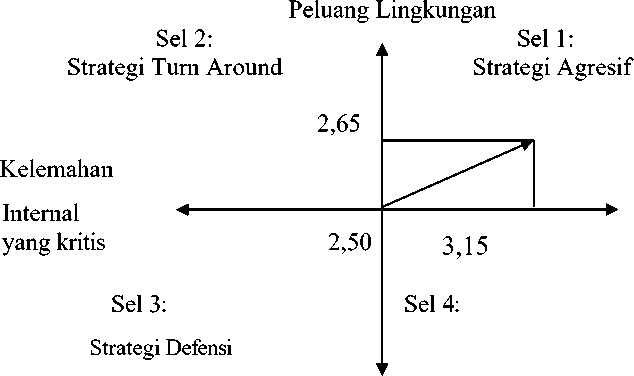 Peluang Lingkungan
Sel 2:
Strategi Turn Around
Sel 1:
Strategi Agresif
2,65
Kelemahan
Internal
yang kritis
2,50
3,15
Sel 3:
Strategi Defensi
Sel 4: